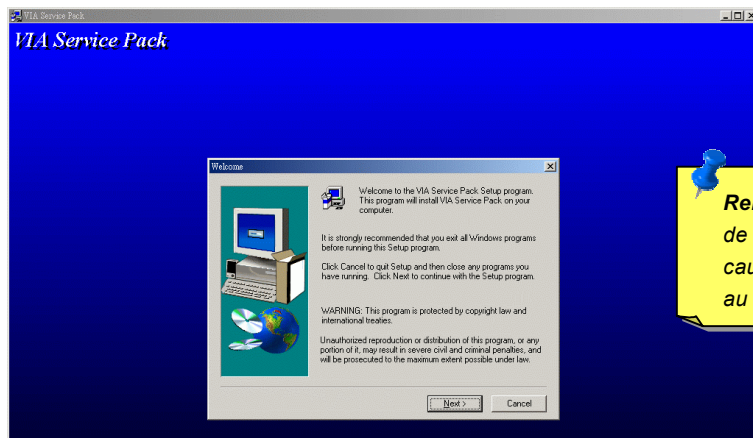 VIA Service Pack
VIA Service Pack
Welcome
Welcome to the VIA Service Pack Setup program.
This program will install VIA Service Pack on your
computer.
It is strongly recommended that you exit all Windows programs
before running this Setup program.
Click Cancel to quit Setup and then close any programs you
have running. Click Next to continue with the Setup program.
WARNING: This program is protected by copyright law and
international treaties.
Unauthorized reproduction or distribution of this program, or any
portion of it, may result in severe civil and criminal penalties, and
will be prosecuted to the maximum extent possible under law.
Next >
Cancel
de
au